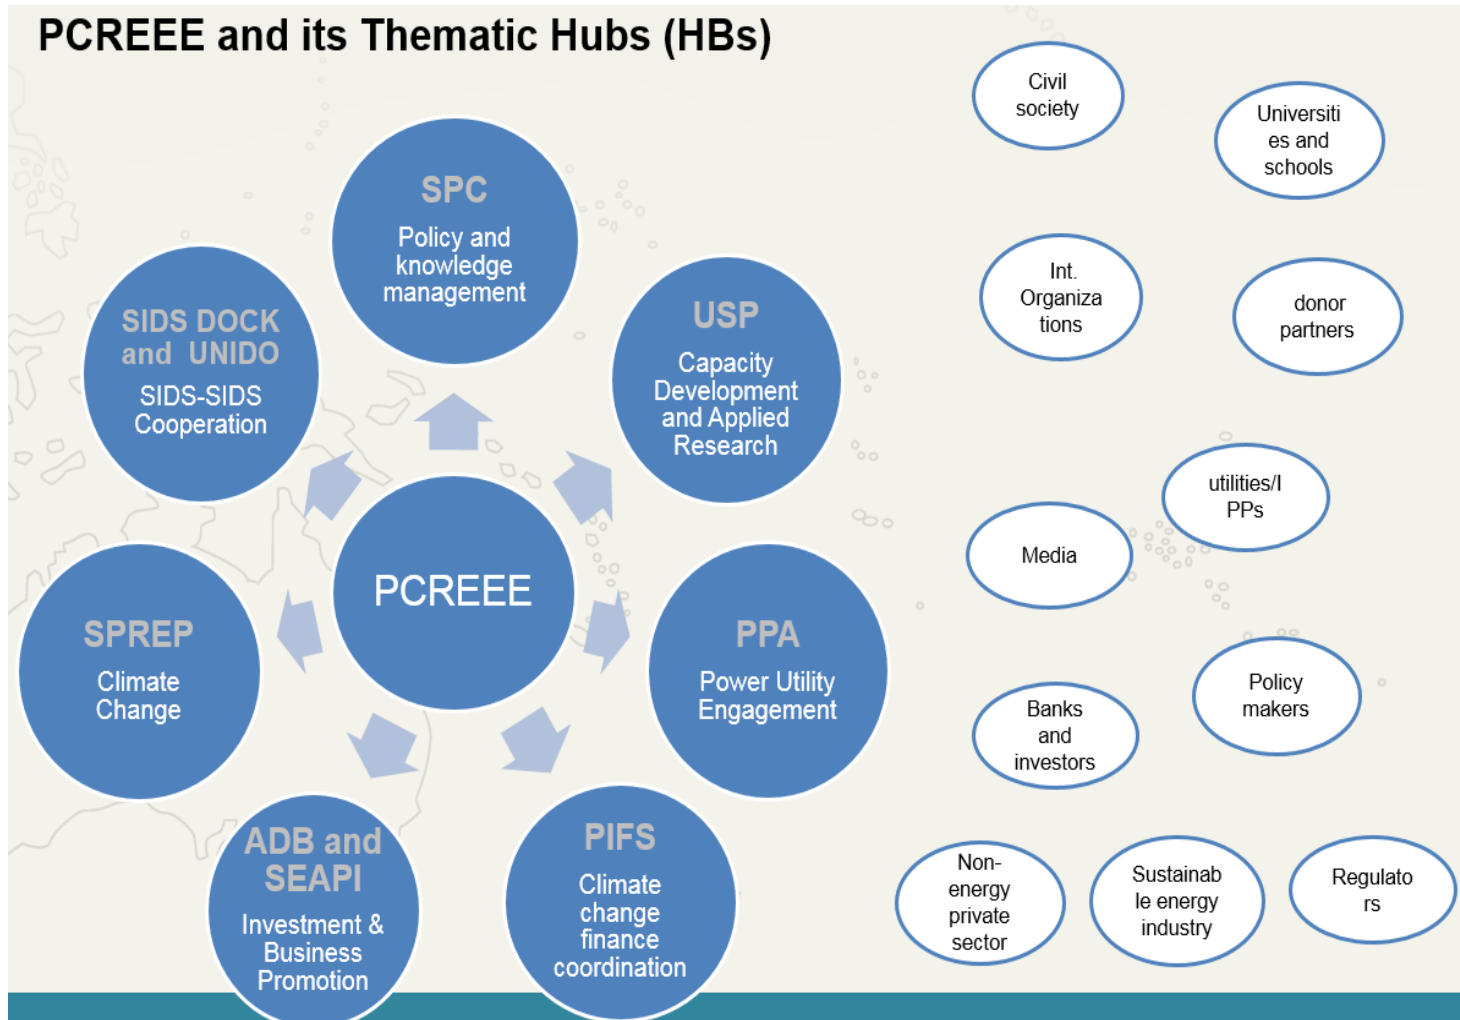 PCREEE and its Thematic Hubs (HBs)
SPC
Policy and
knowledge
management
SIDS DOCK
and UNIDO
SIDS-SIDS
Cooperation
USP
Capacity
Development
and Applied
Research
PCREEE
SPREP
Climate
Change
PPA
Power Utility
Engagement
ADB and
SEAPI
Investment &
Business
Promotion
PIFS
Climate
change
finance
coordination
Civil
society
Universiti
es and
schools
Int.
Organiza
tions
donor
partners
utilities/I
PPs
Media
Policy
makers
Banks
and
investors
Non-
energy
private
sector
Sustainab
le energy
industry
Regulato
rs